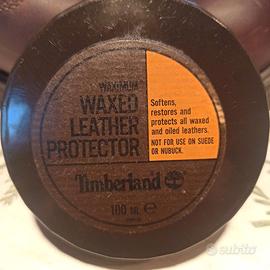 WAXIMUM
WAXED
LEATHER
PROTECTOR
Softens,
restores and
protects all waxed
and oiled leathers.
NOT FOR USE ON SUEDE
OR NUBUCK.
Timberland
100 ml ℮
subito